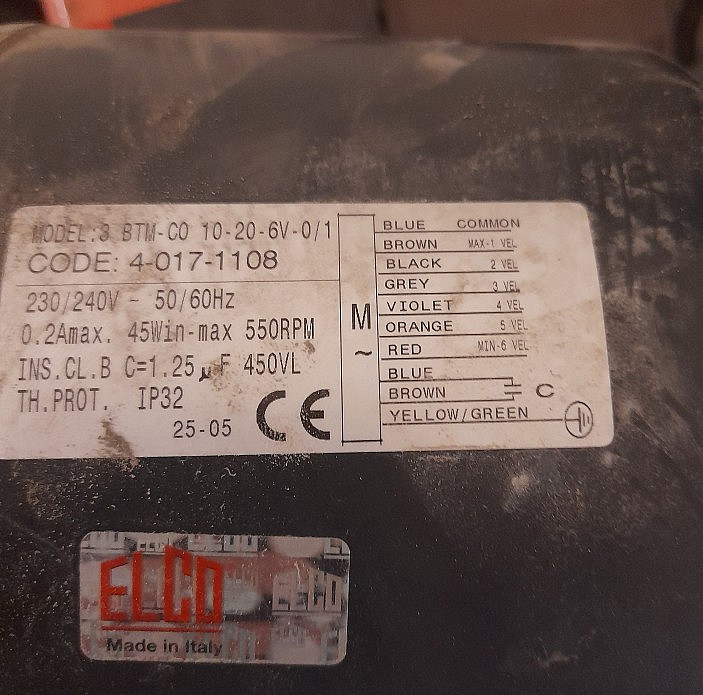 MODEL:3 BTM-CO 10-20-6V-0/1
CODE: 4-017-1108
230/240V ~ 50/60Hz
0.2Amax. 45Win-max 550RPM
INS.CL.B C=1.25µF 450VL
TH.PROT. IP32
25-05 CE
M
~
BLUE COMMON
BROWN MAX-1 VEL
BLACK 2 VEL
GREY 3 VEL
VIOLET 4 VEL
ORANGE 5 VEL
RED MIN-6 VEL
BLUE
BROWN C
YELLOW/GREEN
ELCO
ELCO
Made in Italy